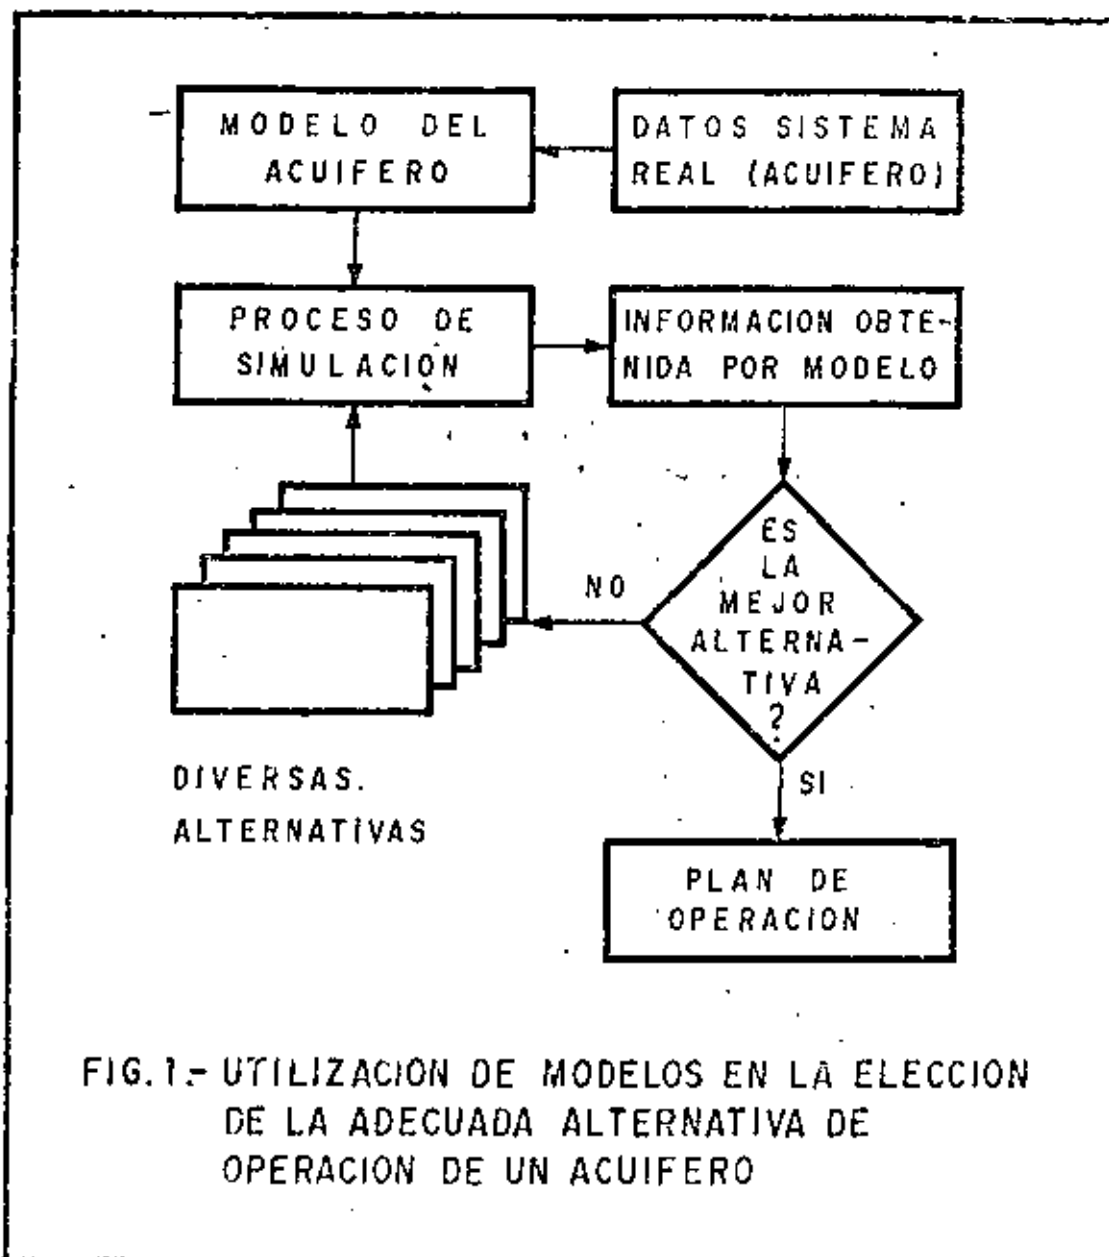 MODELO DEL
ACUIFERO
DATOS SISTEMA
REAL (ACUIFERO)
PROCESO DE
SIMULACION
INFORMACION OBTE-
NIDA POR MODELO
ES
LA
MEJOR
ALTERNA-
TIVA
?
NO
SI
DIVERSAS.
ALTERNATIVAS
PLAN DE
OPERACION
FIG. 1.- UTILIZACION DE MODELOS EN LA ELECCION
DE LA ADECUADA ALTERNATIVA DE
OPERACION DE UN ACUIFERO